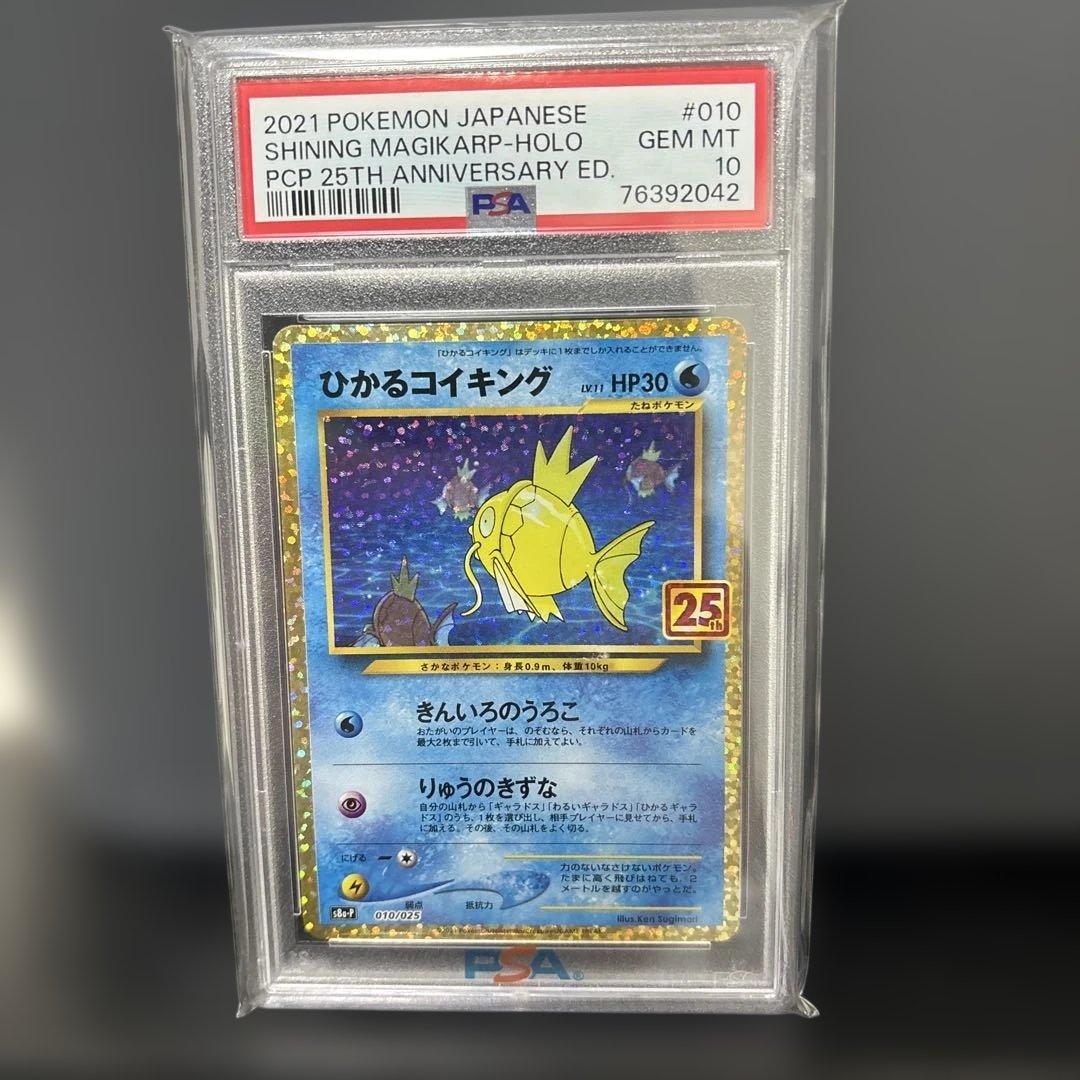 2021 POKEMON JAPANESE #010
SHINING MAGIKARP-HOLO GEM MT
PCP 25TH ANNIVERSARY ED. 10
PSA 76392042
「ひかるコイキング」はデッキに1枚までしか入れることができません。
ひかるコイキング LV.11 HP30
たねポケモン
25th
さかなポケモン：身長0.9m、体重10kg
きんいろのうろこ
おたがいのプレイヤーは、のぞむなら、それぞれの山札からカードを
最大2枚まで引いて、手札に加えてよい。
りゅうのきずな
自分の山札から「ギャラドス」「わるいギャラドス」「ひかるギャラ
ドス」のうち、1枚を選び出し、相手プレイヤーに見せてから、手札
に加える。その後、その山札をよく切る。
にげる
力のないなさけないポケモン。
たまに高く飛びはねても、2
メートルを越すのがやっとだ。
弱点 抵抗力
s8a-P 010/025
Illus.Ken Sugimori
PSA®